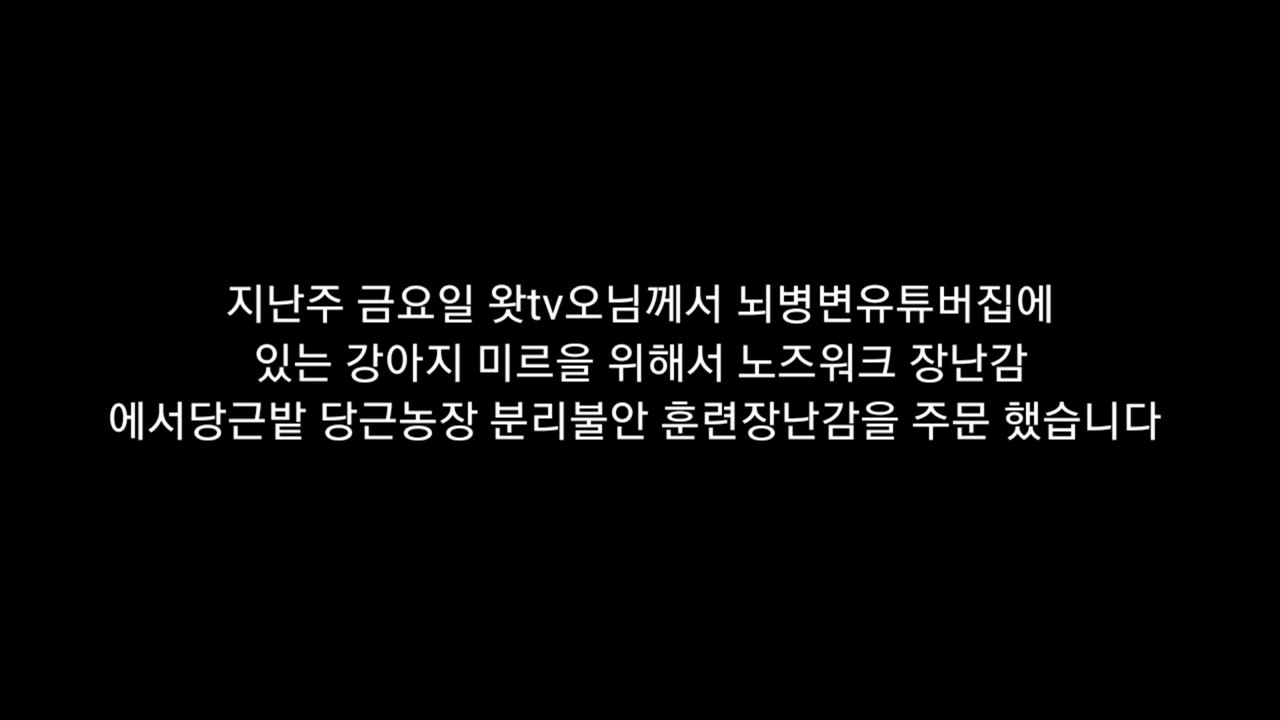 지난주 금요일 왓tv오님께서 뇌병변유튜버집에
있는 강아지 미르을 위해서 노즈워크 장난감
에서당근밭 당근농장 분리불안 훈련장난감을 주문 했습니다